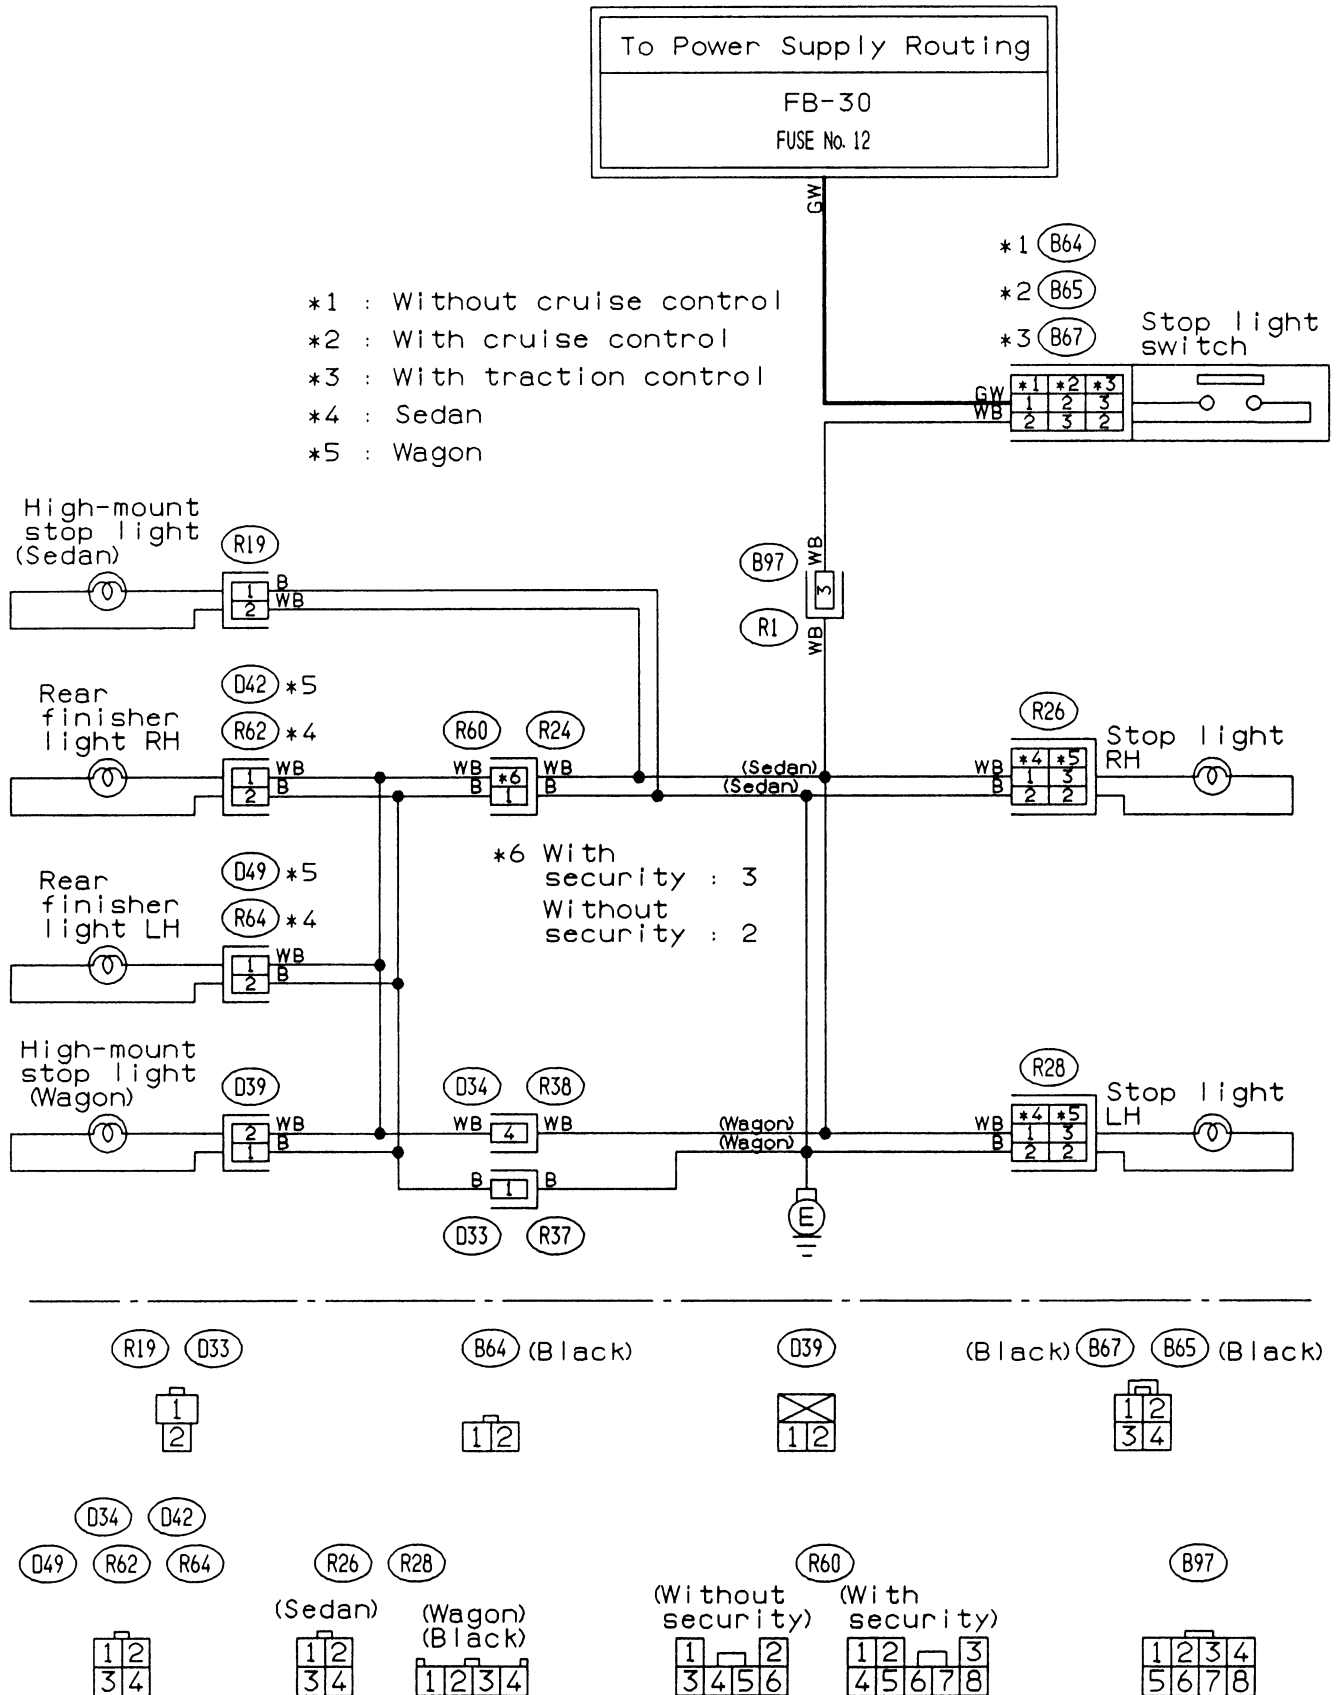 To Power Supply Routing
FB-30
FUSE No. 12
GW
*1 B64
*2 B65
*3 B67
Stop light
switch
*1 : Without cruise control
*2 : With cruise control
*3 : With traction control
*4 : Sedan
*5 : Wagon
*1 *2 *3
GW 1 2 3
WB 2 3 2
High-mount
stop light
(Sedan)
R19
1 B
2 WB
B97
WB
3
R1
WB
Rear
finisher
light RH
D42 *5
R62 *4
1 WB
2 B
R60 R24
WB *6 WB
B 1 B
(Sedan)
(Sedan)
R26
Stop light
RH
*4 *5
WB 1 3
B 2 2
*6 With
security : 3
Without
security : 2
Rear
finisher
light LH
D49 *5
R64 *4
1 WB
2 B
High-mount
stop light
(Wagon)
D39
2 WB
1 B
D34 R38
WB 4 WB
B 1 B
D33 R37
(Wagon)
(Wagon)
R28
Stop light
LH
*4 *5
WB 1 3
B 2 2
E
R19 D33
1
2
B64 (Black)
1 2
D39
1 2
(Black) B67 B65 (Black)
1 2
3 4
D34 D42
D49 R62 R64
1 2
3 4
R26 R28
(Sedan)
1 2
3 4
(Wagon)
(Black)
1 2 3 4
R60
(Without
security)
1 2
3 4 5 6
(With
security)
1 2 3
4 5 6 7 8
B97
1 2 3 4
5 6 7 8